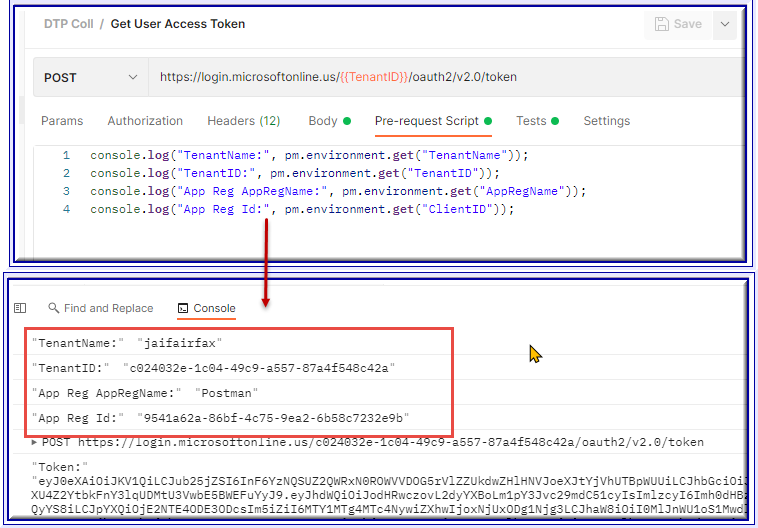 DTP Coll / Get User Access Token
Save
POST
https://login.microsoftonline.us/{{TenantID}}/oauth2/v2.0/token
Params Authorization Headers (12) Body Pre-request Script Tests Settings
1 console.log("TenantName:", pm.environment.get("TenantName"));
2 console.log("TenantID:", pm.environment.get("TenantID"));
3 console.log("App Reg AppRegName:", pm.environment.get("AppRegName"));
4 console.log("App Reg Id:", pm.environment.get("ClientID"));
Find and Replace Console
"TenantName:" "jaifairfax"
"TenantID:" "c024032e-1c04-49c9-a557-87a4f548c42a"
"App Reg AppRegName:" "Postman"
"App Reg Id:" "9541a62a-86bf-4c75-9ea2-6b58c7232e9b"
POST https://login.microsoftonline.us/c024032e-1c04-49c9-a557-87a4f548c42a/oauth2/v2.0/token
"Token:"